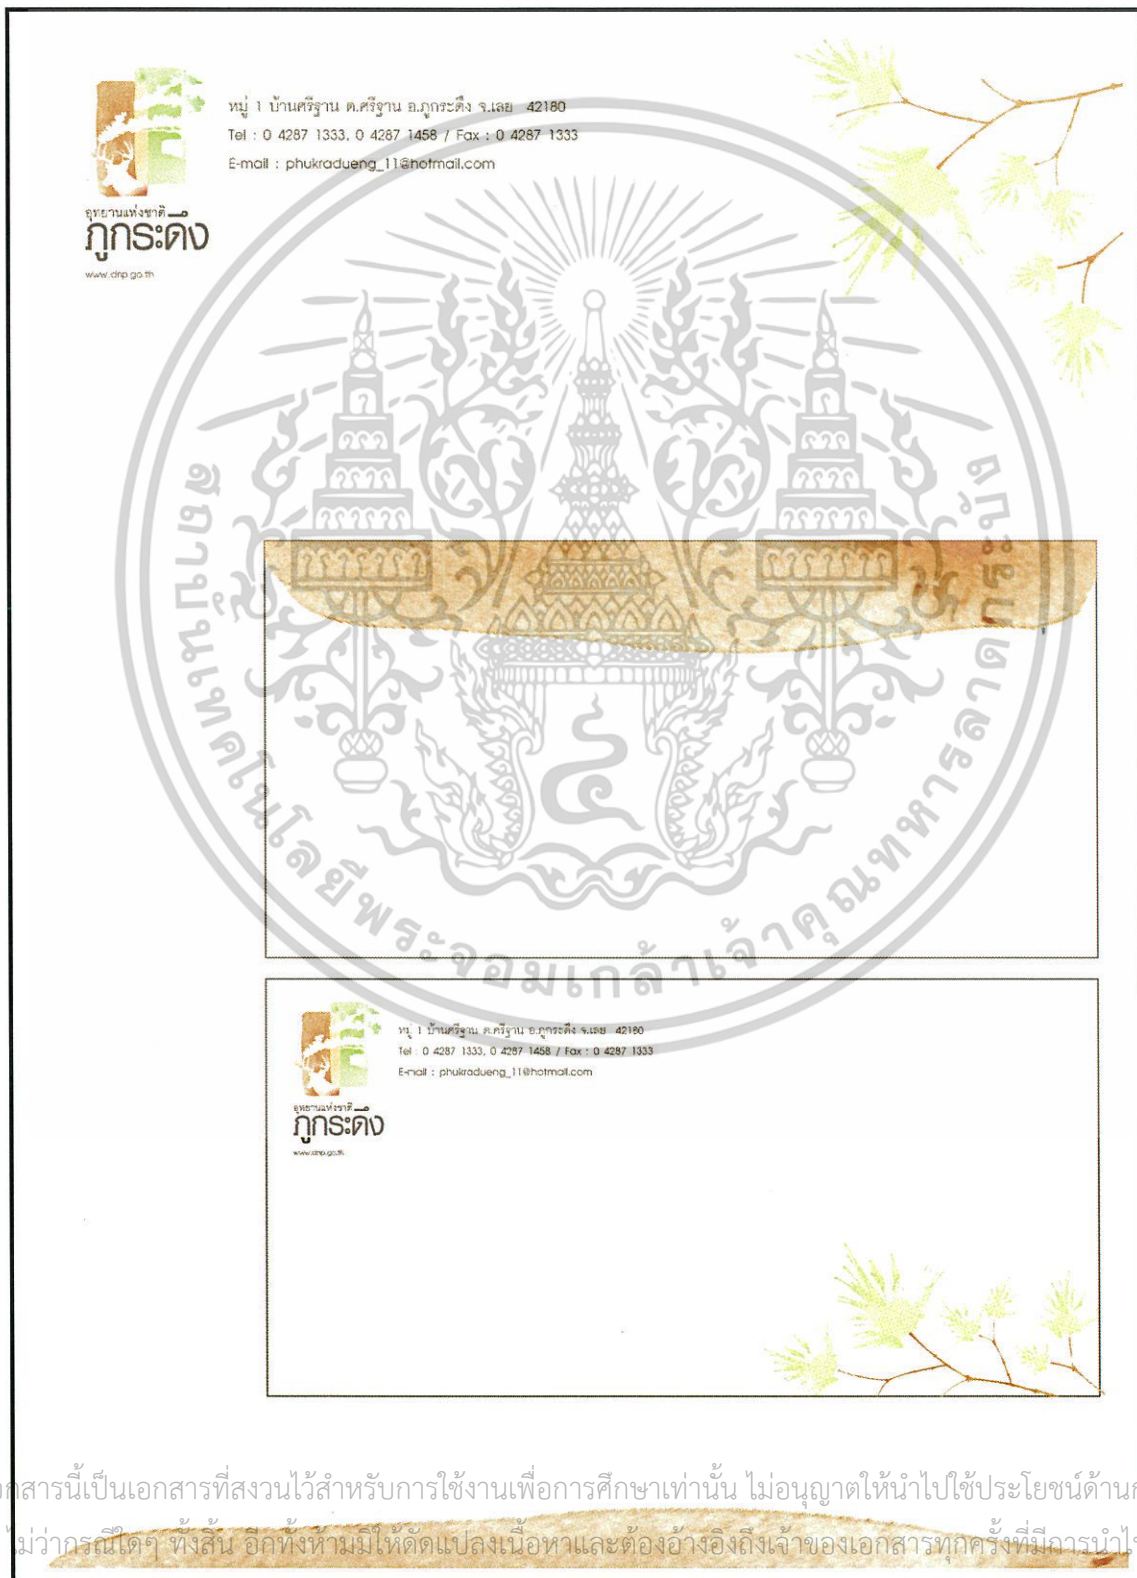 หมู่ 1 บ้านศรีฐาน ต.ศรีฐาน อ.ภูกระดึง จ.เลย 42180
Tel : 0 4287 1333, 0 4287 1458 / Fax : 0 4287 1333
E-mail : phukradueng_11@hotmail.com
อุทยานแห่งชาติ
ภูกระดึง
www.dnp.go.th
สถาบันเทคโนโลยีพระจอมเกล้าเจ้าคุณทหารลาดกระบัง
หมู่ 1 บ้านศรีฐาน ต.ศรีฐาน อ.ภูกระดึง จ.เลย 42180
Tel : 0 4287 1333, 0 4287 1458 / Fax : 0 4287 1333
E-mail : phukradueng_11@hotmail.com
อุทยานแห่งชาติ
ภูกระดึง
www.dnp.go.th
กสารนี้เป็นเอกสารที่สงวนไว้สำหรับการใช้งานเพื่อการศึกษาเท่านั้น ไม่อนุญาตให้นำไปใช้ประโยชน์ด้าน
ไม่ว่ากรณีใดๆ ทั้งสิ้น อีกทั้งห้ามมิให้ดัดแปลงเนื้อหาและต้องอ้างอิงถึงเจ้าของเอกสารทุกครั้งที่มีการนำไ